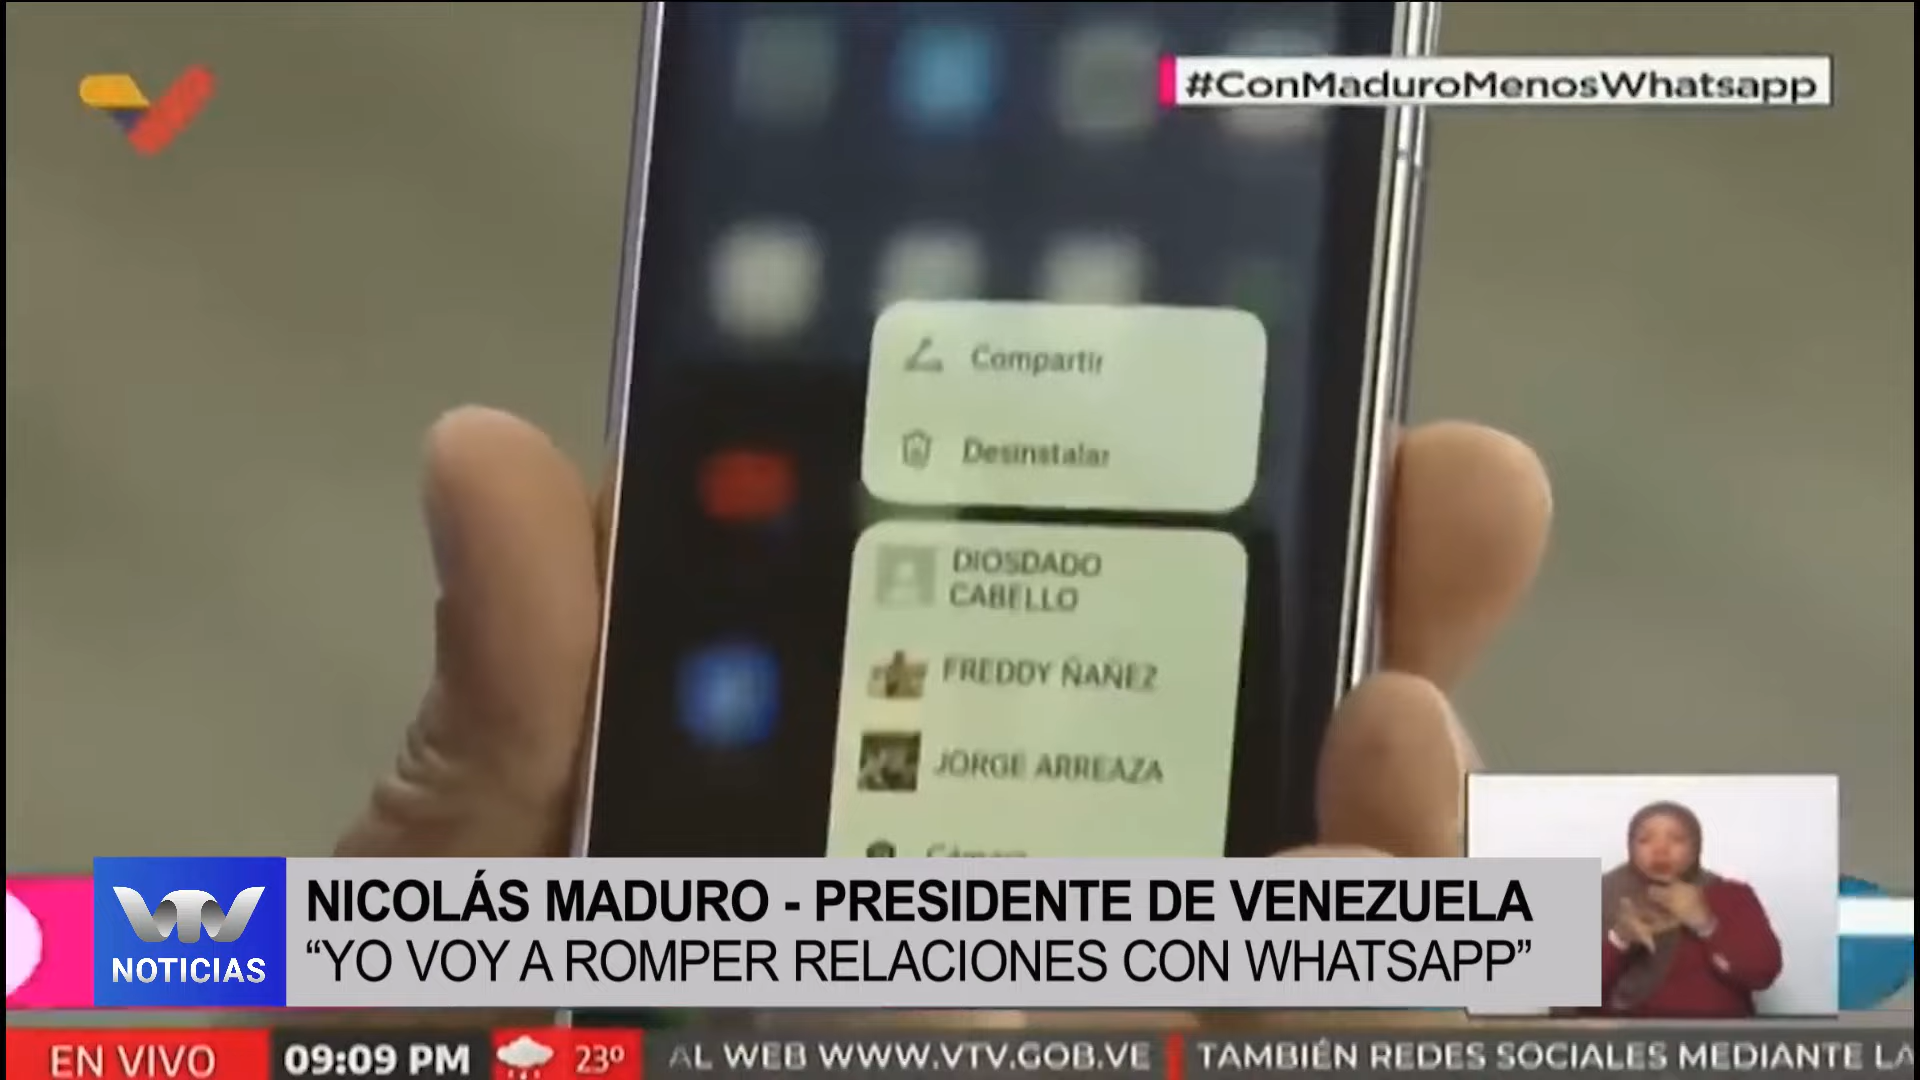 #ConMaduroMenosWhatsapp
Compartir
Desinstalar
DIOSDADO
CABELLO
FREDDY ÑAÑEZ
JORGE ARREAZA
Cámara
VTV
NOTICIAS
NICOLÁS MADURO - PRESIDENTE DE VENEZUELA
“YO VOY A ROMPER RELACIONES CON WHATSAPP”
EN VIVO
09:09 PM
23º
AL WEB WWW.VTV.GOB.VE
TAMBIÉN REDES SOCIALES MEDIANTE LA